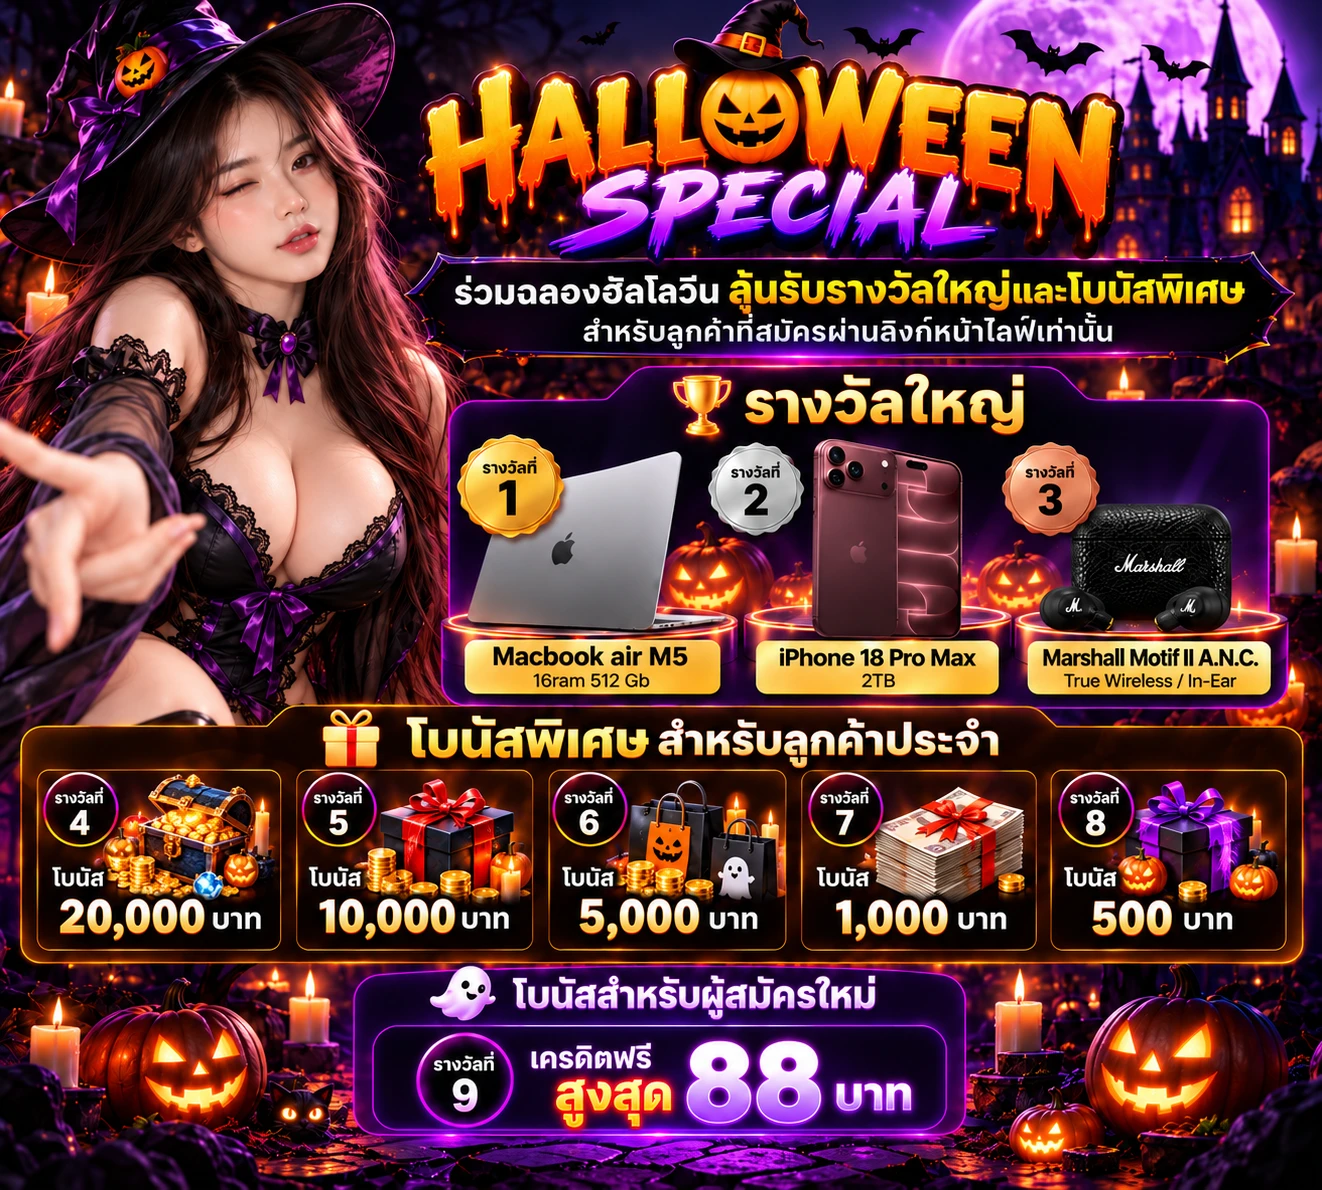 HALLOWEEN
SPECIAL
ร่วมฉลองฮัลโลวีน ลุ้นรับรางวัลใหญ่และโบนัสพิเศษ
สำหรับลูกค้าที่สมัครผ่านลิงก์หน้าไลฟ์เท่านั้น
รางวัลใหญ่
รางวัลที่
1
Macbook air M5
16ram 512 Gb
รางวัลที่
2
iPhone 18 Pro Max
2TB
รางวัลที่
3
Marshall
M.
M.
Marshall Motif II A.N.C.
True Wireless / In-Ear
โบนัสพิเศษ สำหรับลูกค้าประจำ
รางวัลที่
4
โบนัส
20,000 บาท
รางวัลที่
5
โบนัส
10,000 บาท
รางวัลที่
6
โบนัส
5,000 บาท
รางวัลที่
7
โบนัส
1,000 บาท
รางวัลที่
8
โบนัส
500 บาท
โบนัสสำหรับผู้สมัครใหม่
รางวัลที่
9
เครดิตฟรี
สูงสุด 88 บาท